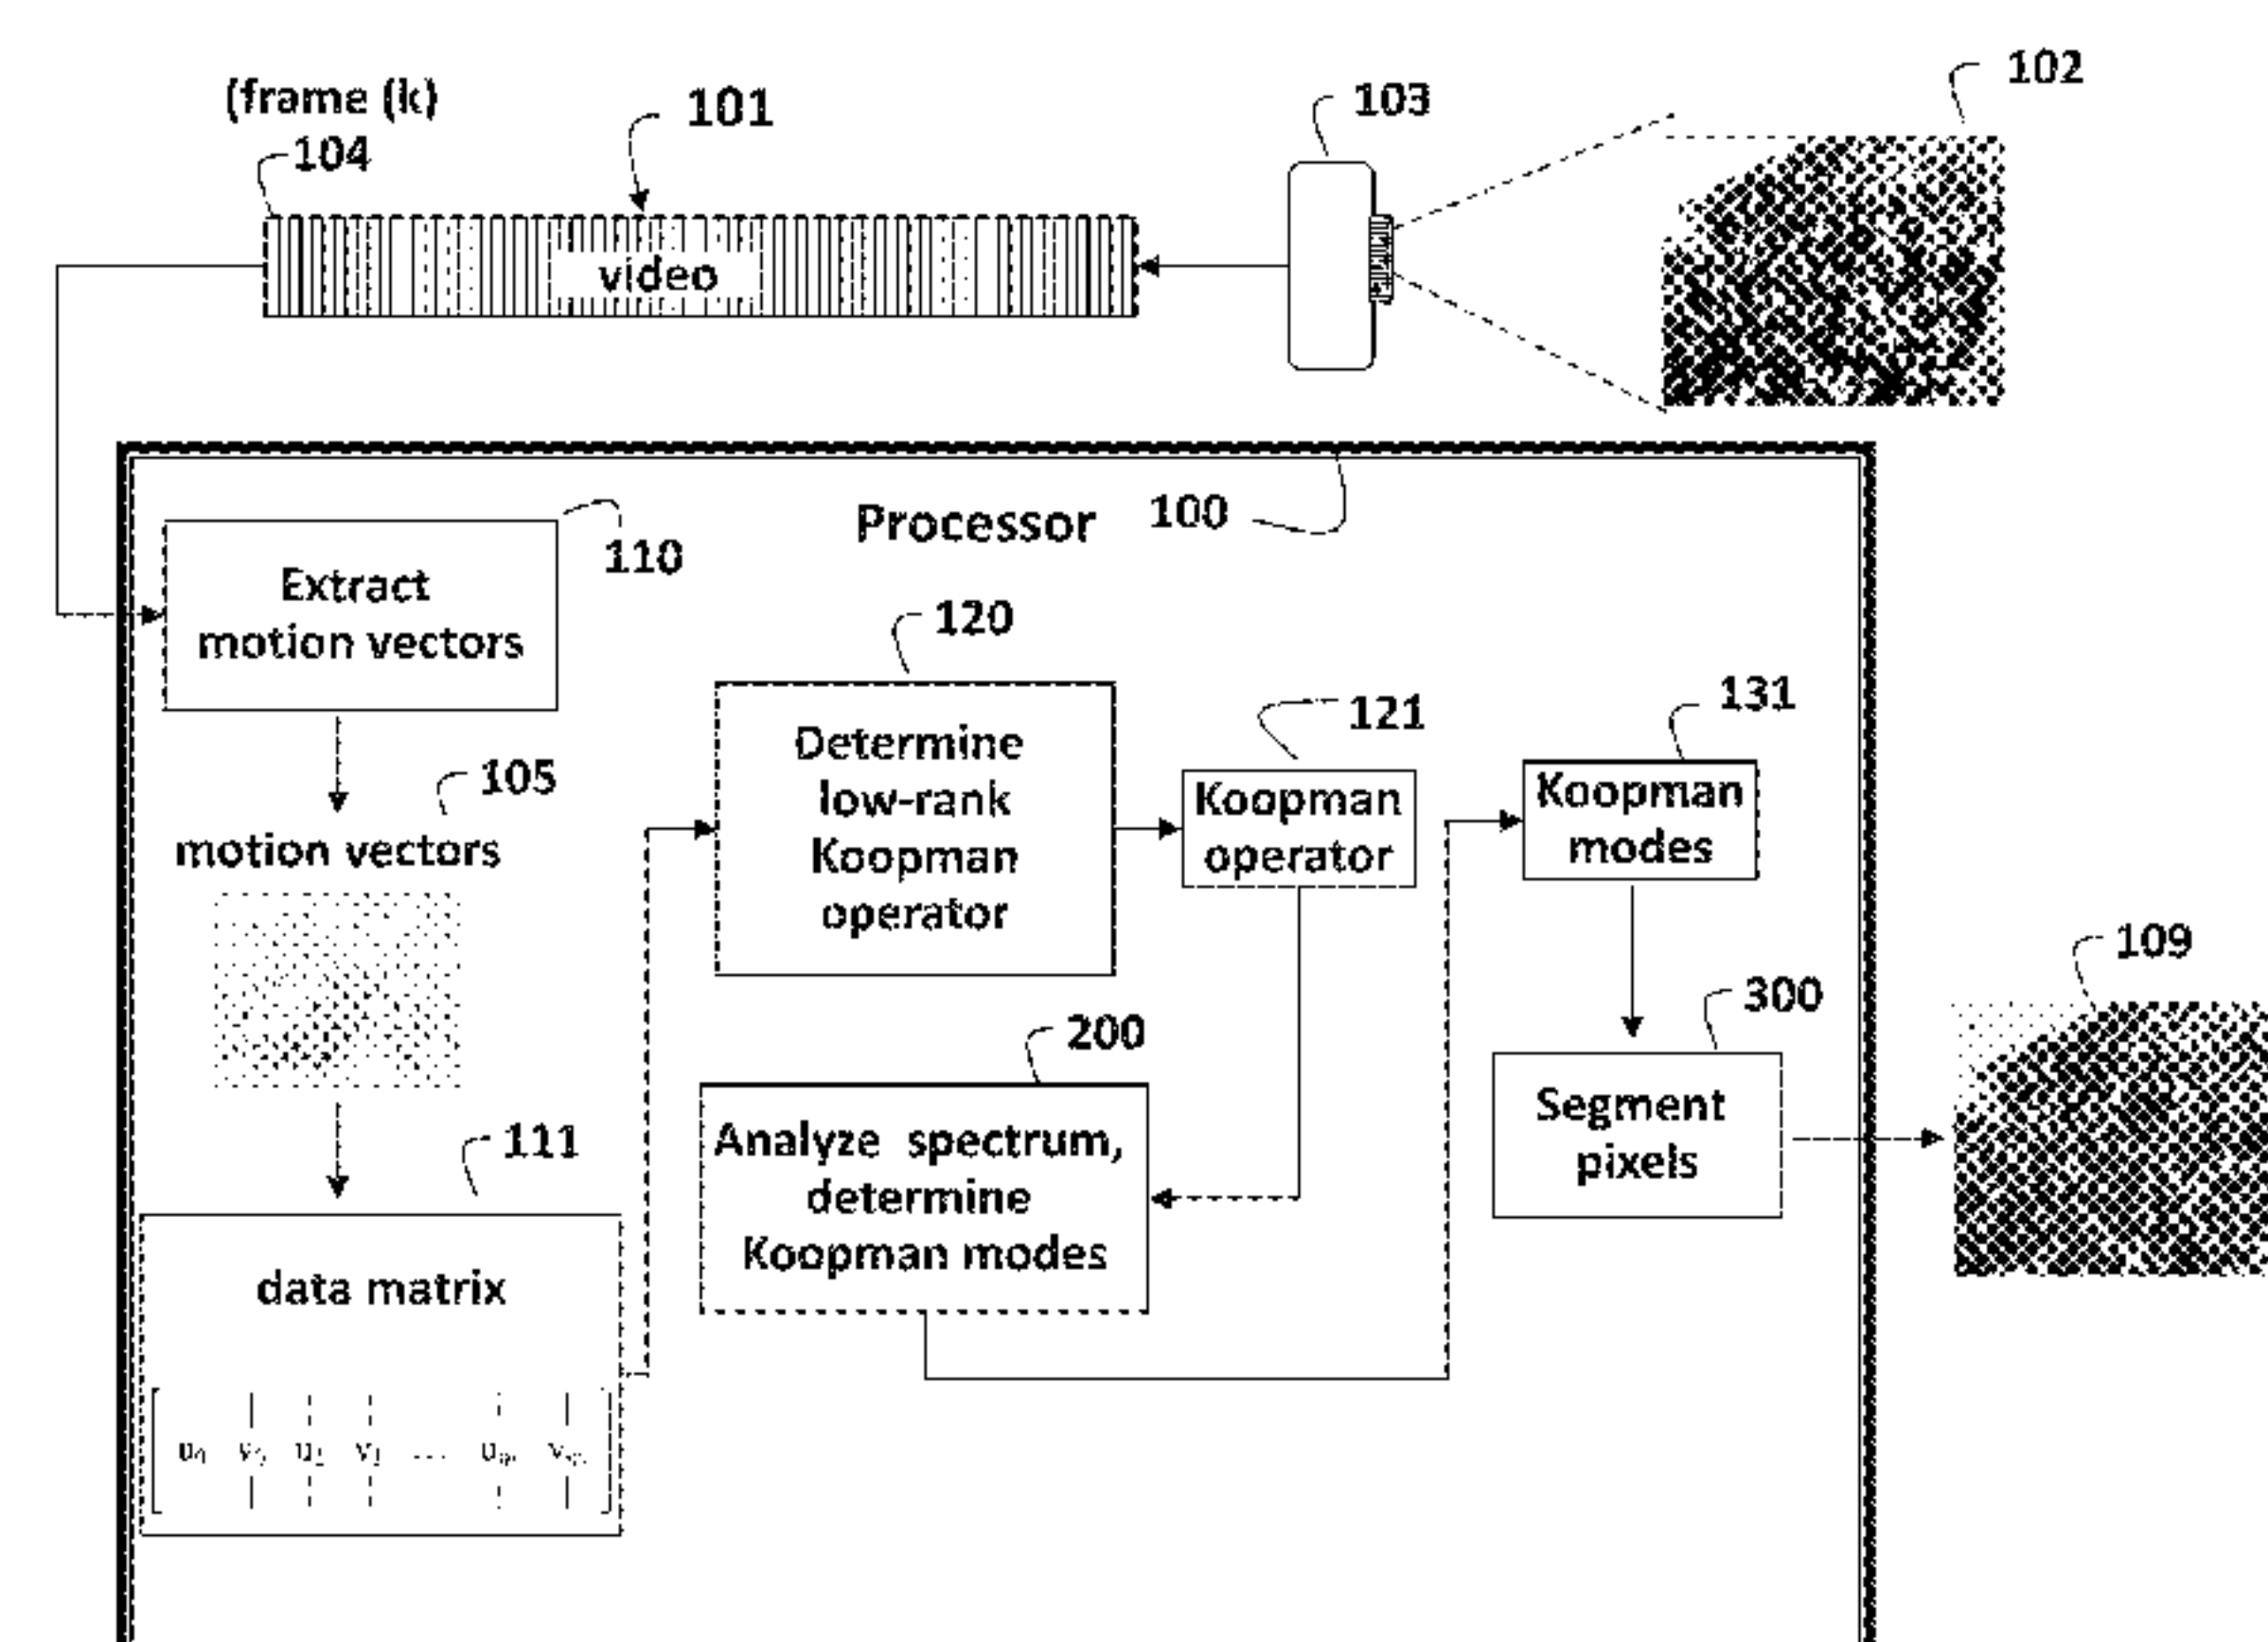 (frame (k)
104
101
103
102
video
Processor 100
110
Extract
motion vectors
105
motion vectors
111
data matrix
120
Determine
low-rank
Koopman
operator
121
Koopman
operator
200
Analyze spectrum,
determine
Koopman modes
131
Koopman
modes
300
Segment
pixels
109